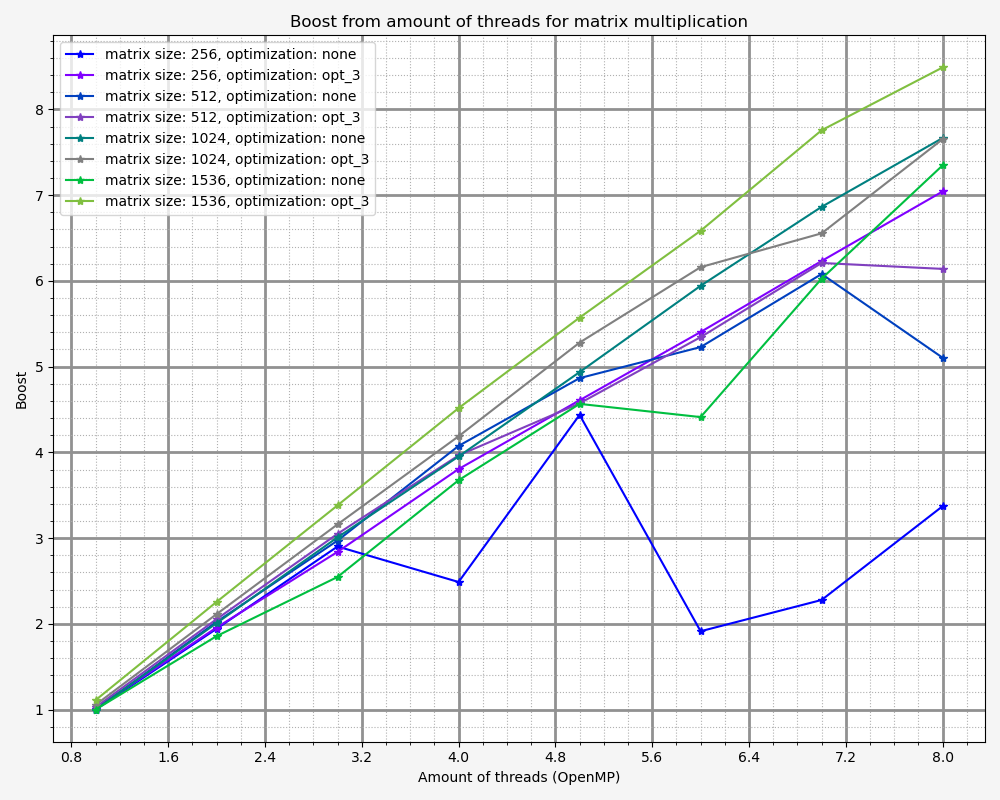 Boost from amount of threads for matrix multiplication
matrix size: 256, optimization: none
matrix size: 256, optimization: opt_3
matrix size: 512, optimization: none
matrix size: 512, optimization: opt_3
matrix size: 1024, optimization: none
matrix size: 1024, optimization: opt_3
matrix size: 1536, optimization: none
matrix size: 1536, optimization: opt_3
Boost
8
7
6
5
4
3
2
1
0.8 1.6 2.4 3.2 4.0 4.8 5.6 6.4 7.2 8.0
Amount of threads (OpenMP)